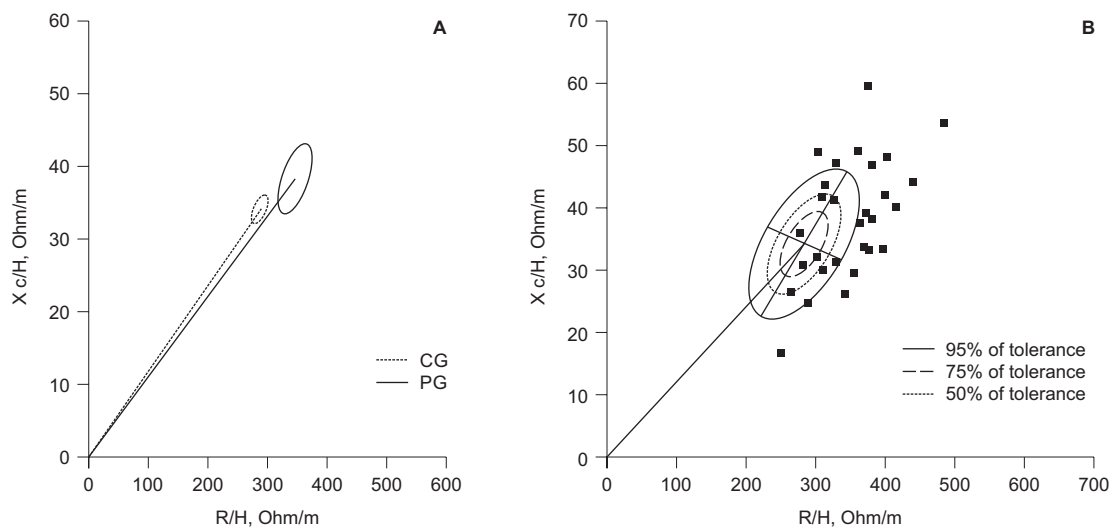 A
60
50
40
30
20
10
0
X c/H, Ohm/m
0 100 200 300 400 500 600
R/H, Ohm/m
CG
PG
B
70
60
50
40
30
20
10
0
X c/H, Ohm/m
0 100 200 300 400 500 600 700
R/H, Ohm/m
95% of tolerance
75% of tolerance
50% of tolerance